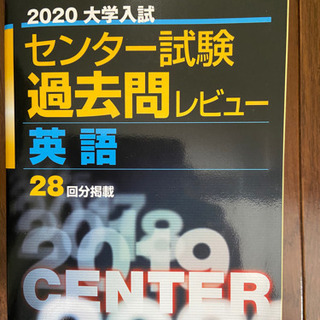 2020 大学入試
センター試験
過去問レビュー
英語
28回分掲載
2018
2019
CENTER